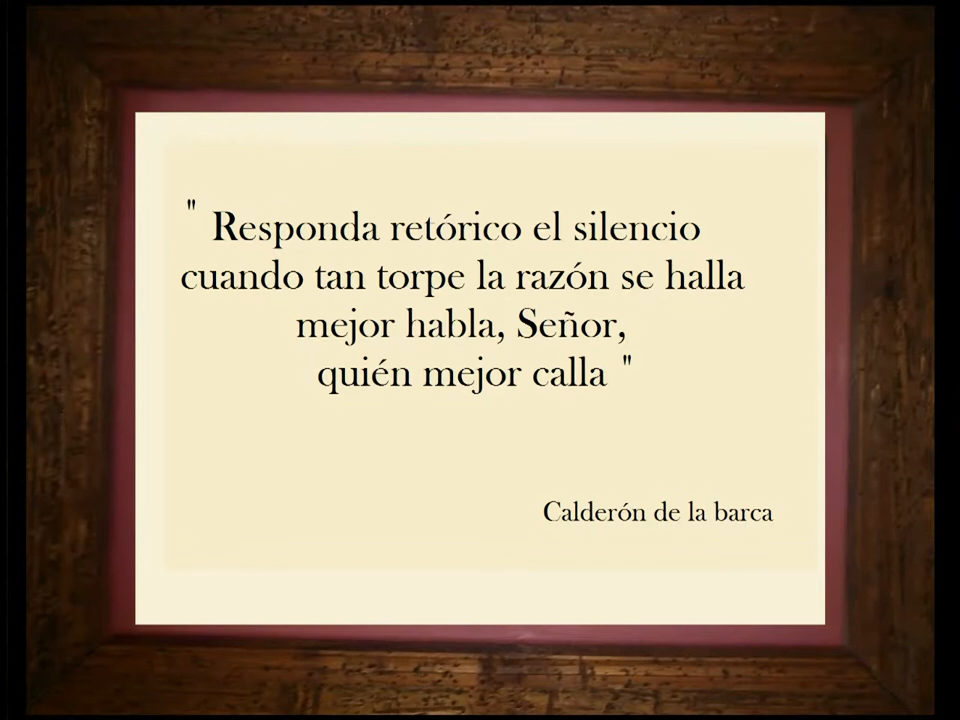 " Responda retórico el silencio
cuando tan torpe la razón se halla
mejor habla, Señor,
quién mejor calla "
Calderón de la barca